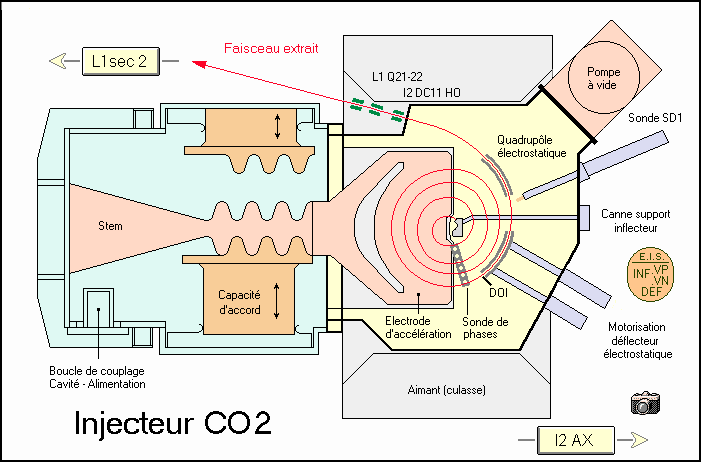 L1sec 2
Faisceau extrait
L1 Q21-22
I2 DC11 HO
Pompe
à vide
Sonde SD1
Quadrupôle
électrostatique
Stem
Canne support
inflecteur
E.I.S.
INF.VP
.VN
DEF
Capacité
d'accord
DOI
Electrode
d'accélération
Sonde de
phases
Motorisation
déflecteur
électrostatique
Boucle de couplage
Cavité - Alimentation
Aimant (culasse)
Injecteur CO2
I2 AX